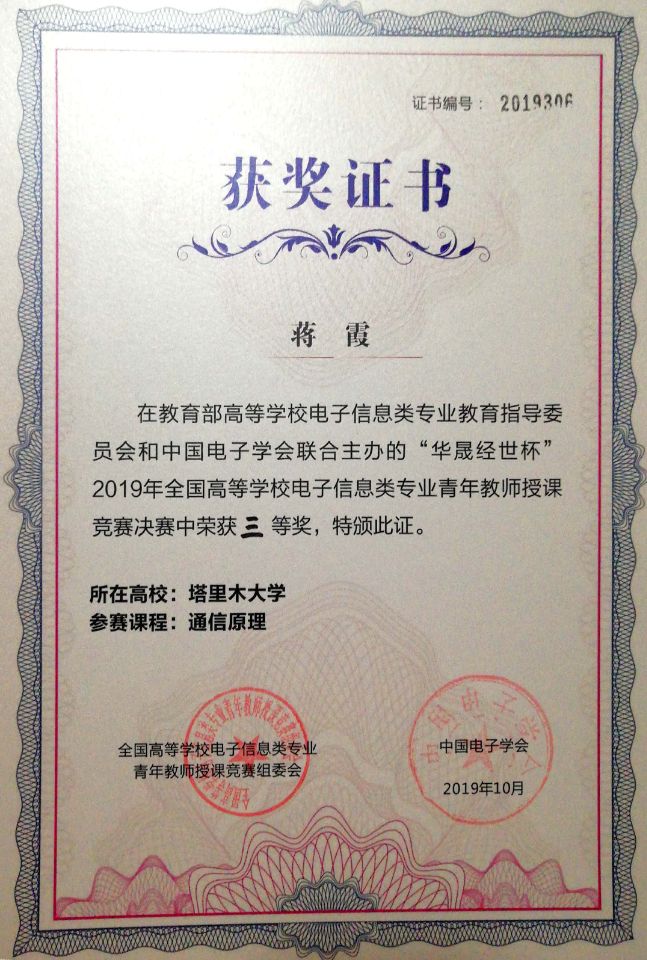 证书编号：2019306
获奖证书
蒋 霞
在教育部高等学校电子信息类专业教育指导委
员会和中国电子学会联合主办的“华晟经世杯”
2019年全国高等学校电子信息类专业青年教师授课
竞赛决赛中荣获 三 等奖，特颁此证。
所在高校：塔里木大学
参赛课程：通信原理
全国高等学校电子信息类专业
青年教师授课竞赛组委会
中国电子学会
2019年10月